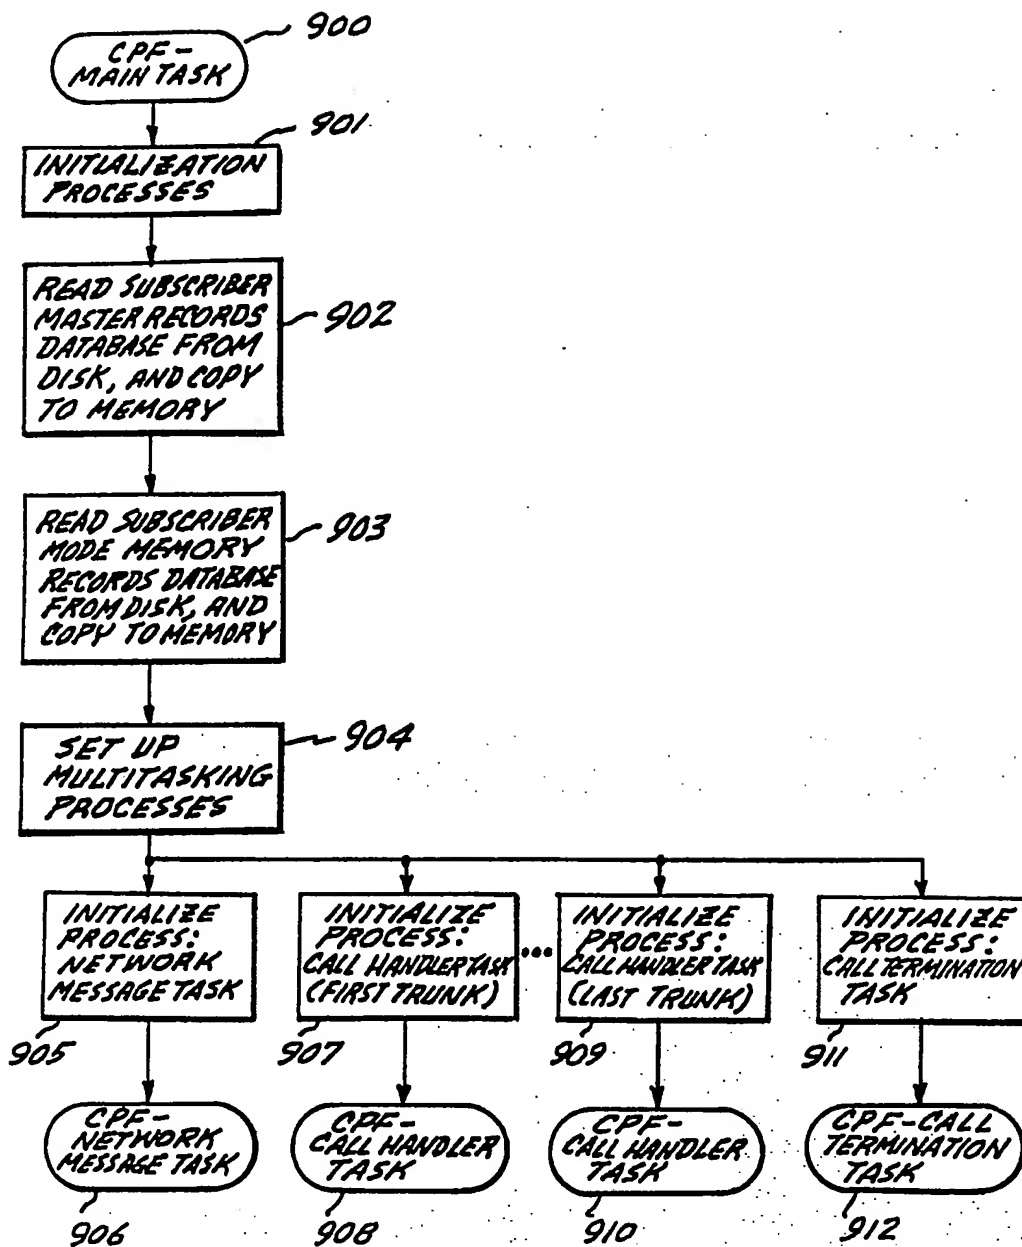 900
CPF-
MAIN TASK
901
INITIALIZATION
PROCESSES
READ SUBSCRIBER
MASTER RECORDS
DATABASE FROM
DISK, AND COPY
TO MEMORY
902
READ SUBSCRIBER
MODE MEMORY
RECORDS DATABASE
FROM DISK, AND
COPY TO MEMORY
903
SET UP
MULTITASKING
PROCESSES
904
INITIALIZE
PROCESS:
NETWORK
MESSAGE TASK
905
INITIALIZE
PROCESS:
CALL HANDLER TASK
(FIRST TRUNK)
907
...
INITIALIZE
PROCESS:
CALL HANDLER TASK
(LAST TRUNK)
909
INITIALIZE
PROCESS:
CALL TERMINATION
TASK
911
CPF-
NETWORK
MESSAGE TASK
906
CPF-
CALL HANDLER
TASK
908
CPF-
CALL HANDLER
TASK
910
CPF-CALL
TERMINATION
TASK
912